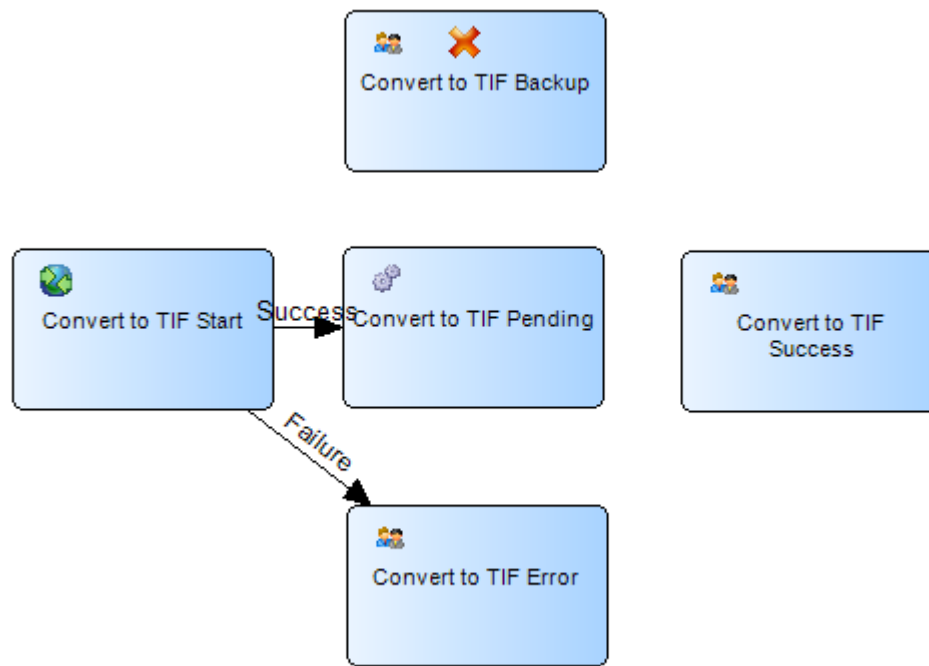 Convert to TIF Backup
Convert to TIF Start
Success
Convert to TIF Pending
Convert to TIF
Success
Failure
Convert to TIF Error